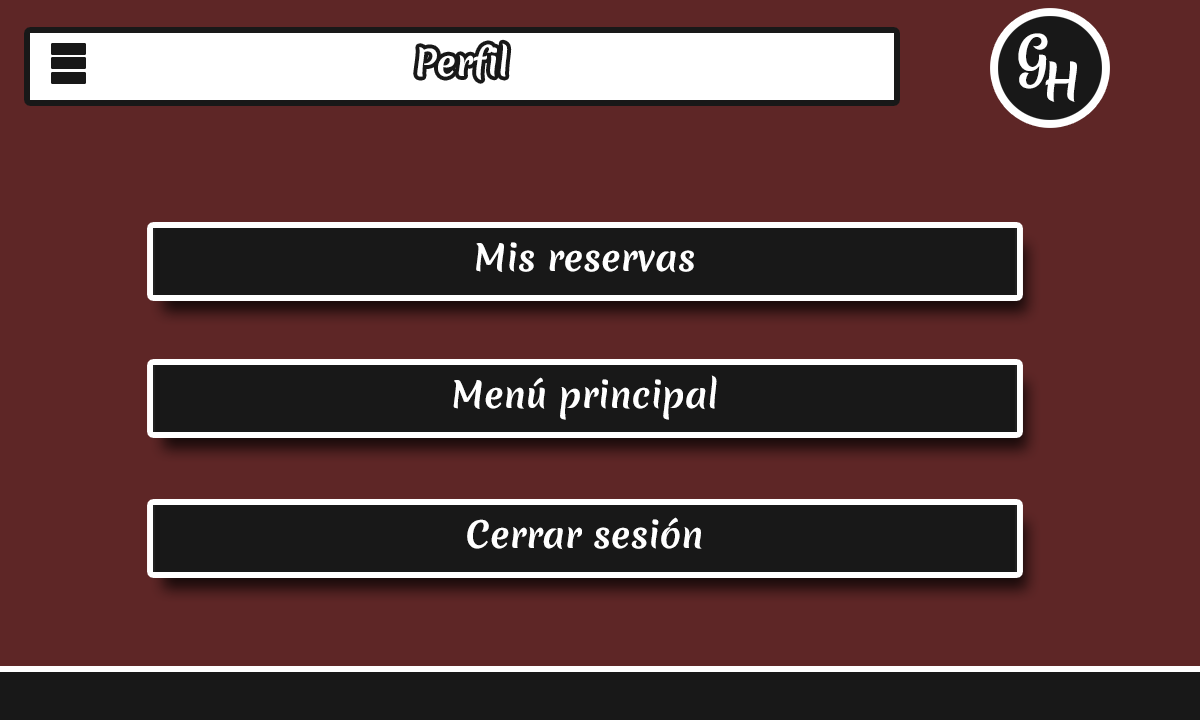 Perfil
GH
Mis reservas
Menú principal
Cerrar sesión